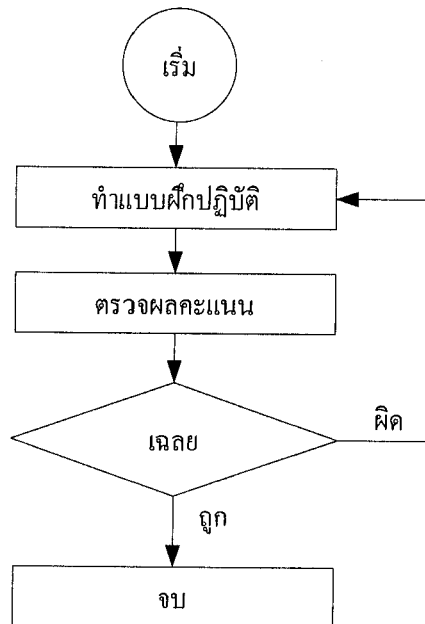 เริ่ม
ทำแบบฝึกปฏิบัติ
ตรวจผลคะแนน
เฉลย
ผิด
ถูก
จบ